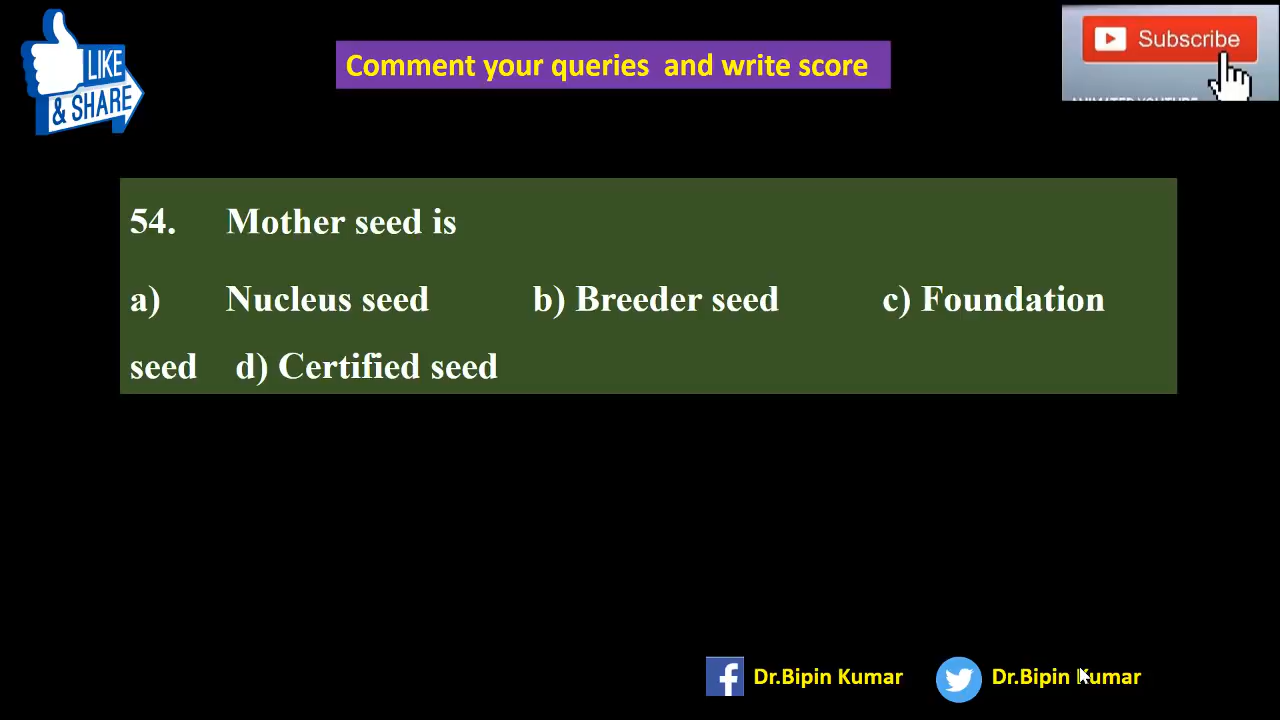 LIKE
& SHARE
Comment your queries and write score
Subscribe
54. Mother seed is
a) Nucleus seed b) Breeder seed c) Foundation
seed d) Certified seed
Dr.Bipin Kumar Dr.Bipin Kumar